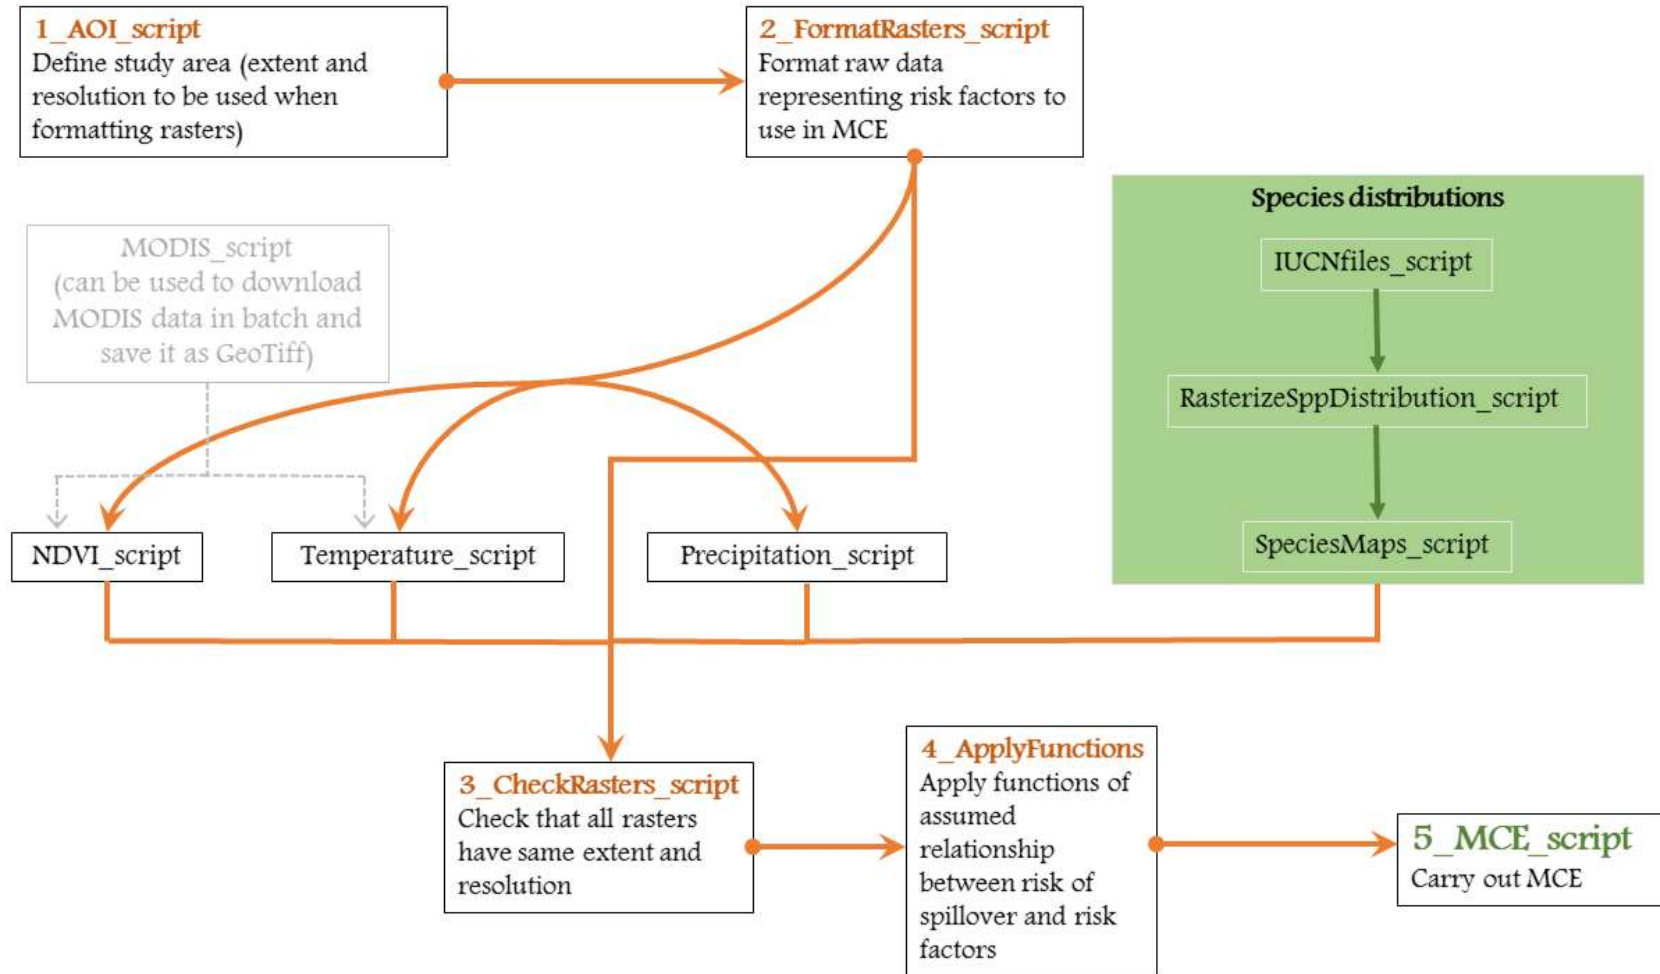 1_AOI_script
Define study area (extent and
resolution to be used when
formatting rasters)
2_FormatRasters_script
Format raw data
representing risk factors to
use in MCE
Species distributions
IUCNfiles_script
RasterizeSppDistribution_script
SpeciesMaps_script
MODIS_script
(can be used to download
MODIS data in batch and
save it as GeoTiff)
NDVI_script
Temperature_script
Precipitation_script
3_CheckRasters_script
Check that all rasters
have same extent and
resolution
4_ApplyFunctions
Apply functions of
assumed
relationship
between risk of
spillover and risk
factors
5_MCE_script
Carry out MCE